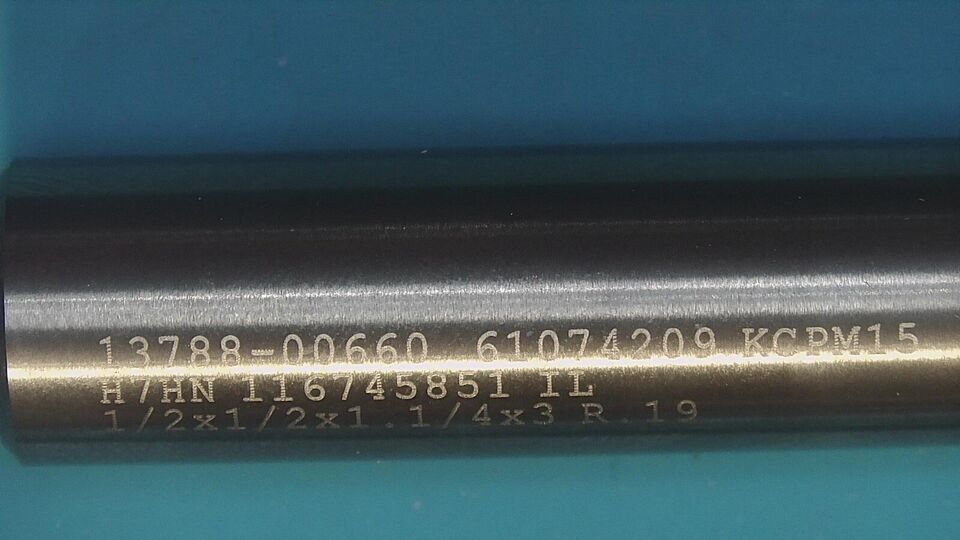 13788-00660 61074209 KCPM15
H7HN 116745851 IL
1/2x1/2x1.1/4x3 R.19